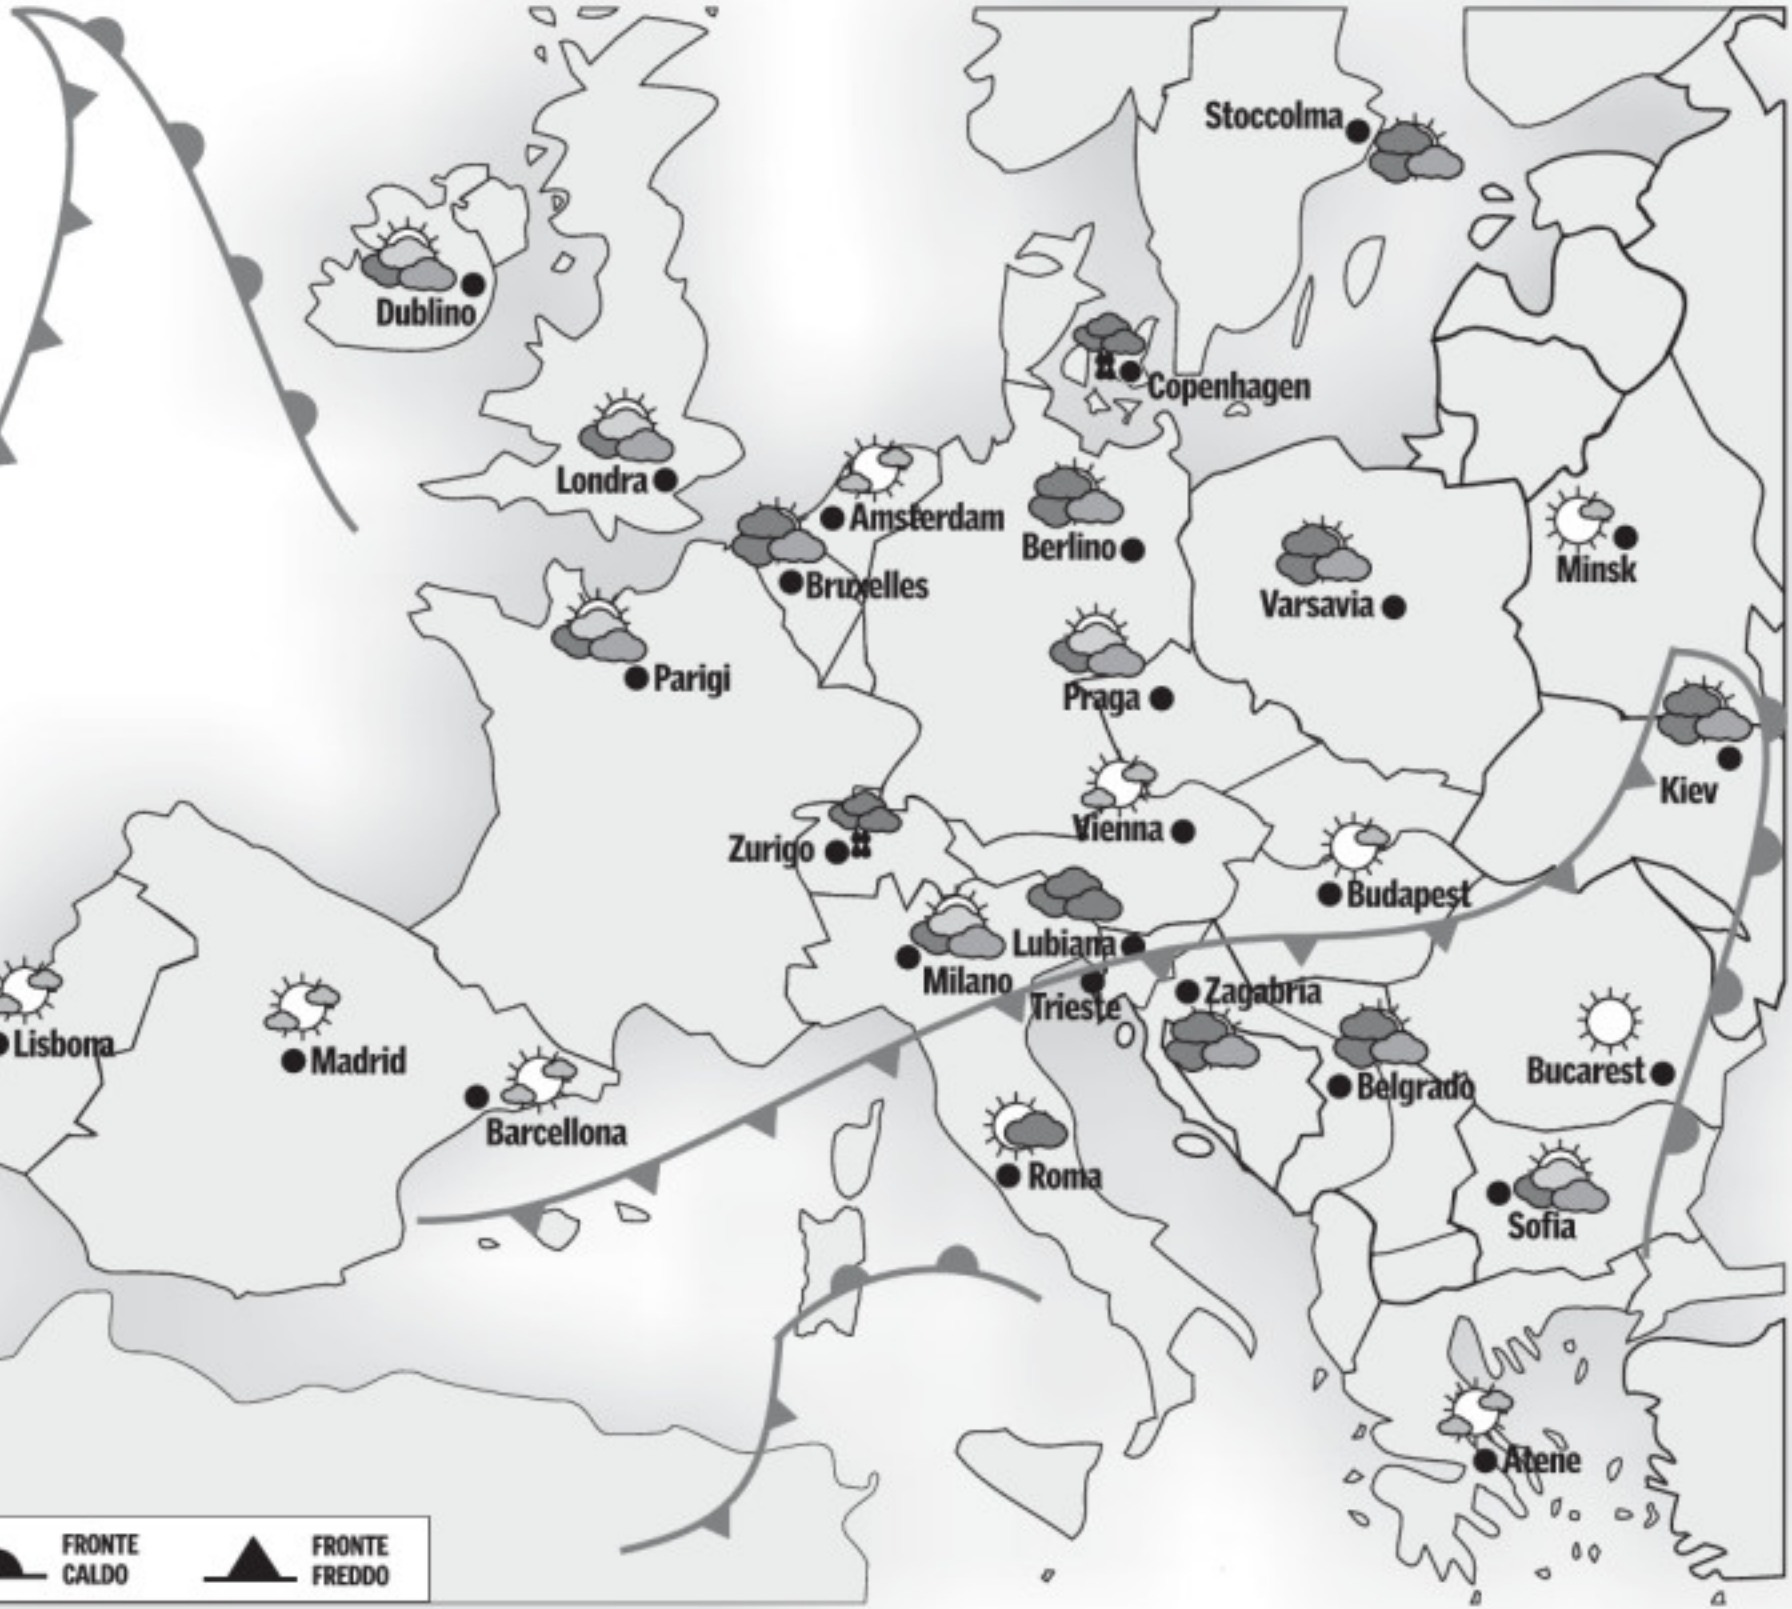 Stoccolma
Dublino
Copenhagen
Londra
Amsterdam
Berlino
Bruxelles
Minsk
Varsavia
Parigi
Praga
Kiev
Vienna
Zurigo
Budapest
Lubiana
Milano
Trieste
Zagabria
Lisbona
Madrid
Bucarest
Belgrado
Barcellona
Roma
Sofia
Atene
FRONTE
CALDO
FRONTE
FREDDO